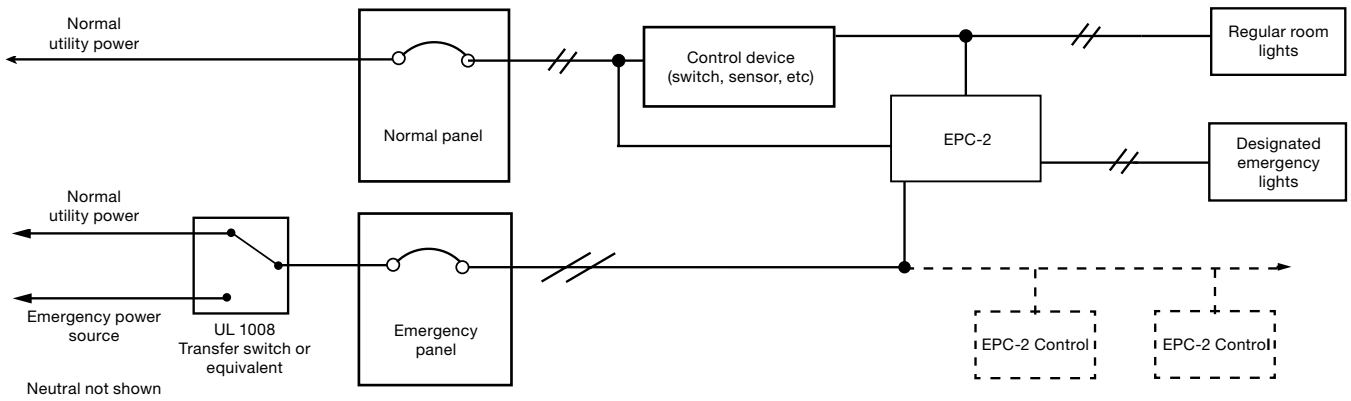 Normal
utility power
Normal panel
Control device
(switch, sensor, etc)
EPC-2
Regular room
lights
Designated
emergency
lights
Normal
utility power
Emergency power
source
UL 1008
Transfer switch or
equivalent
Emergency
panel
EPC-2 Control
EPC-2 Control
Neutral not shown